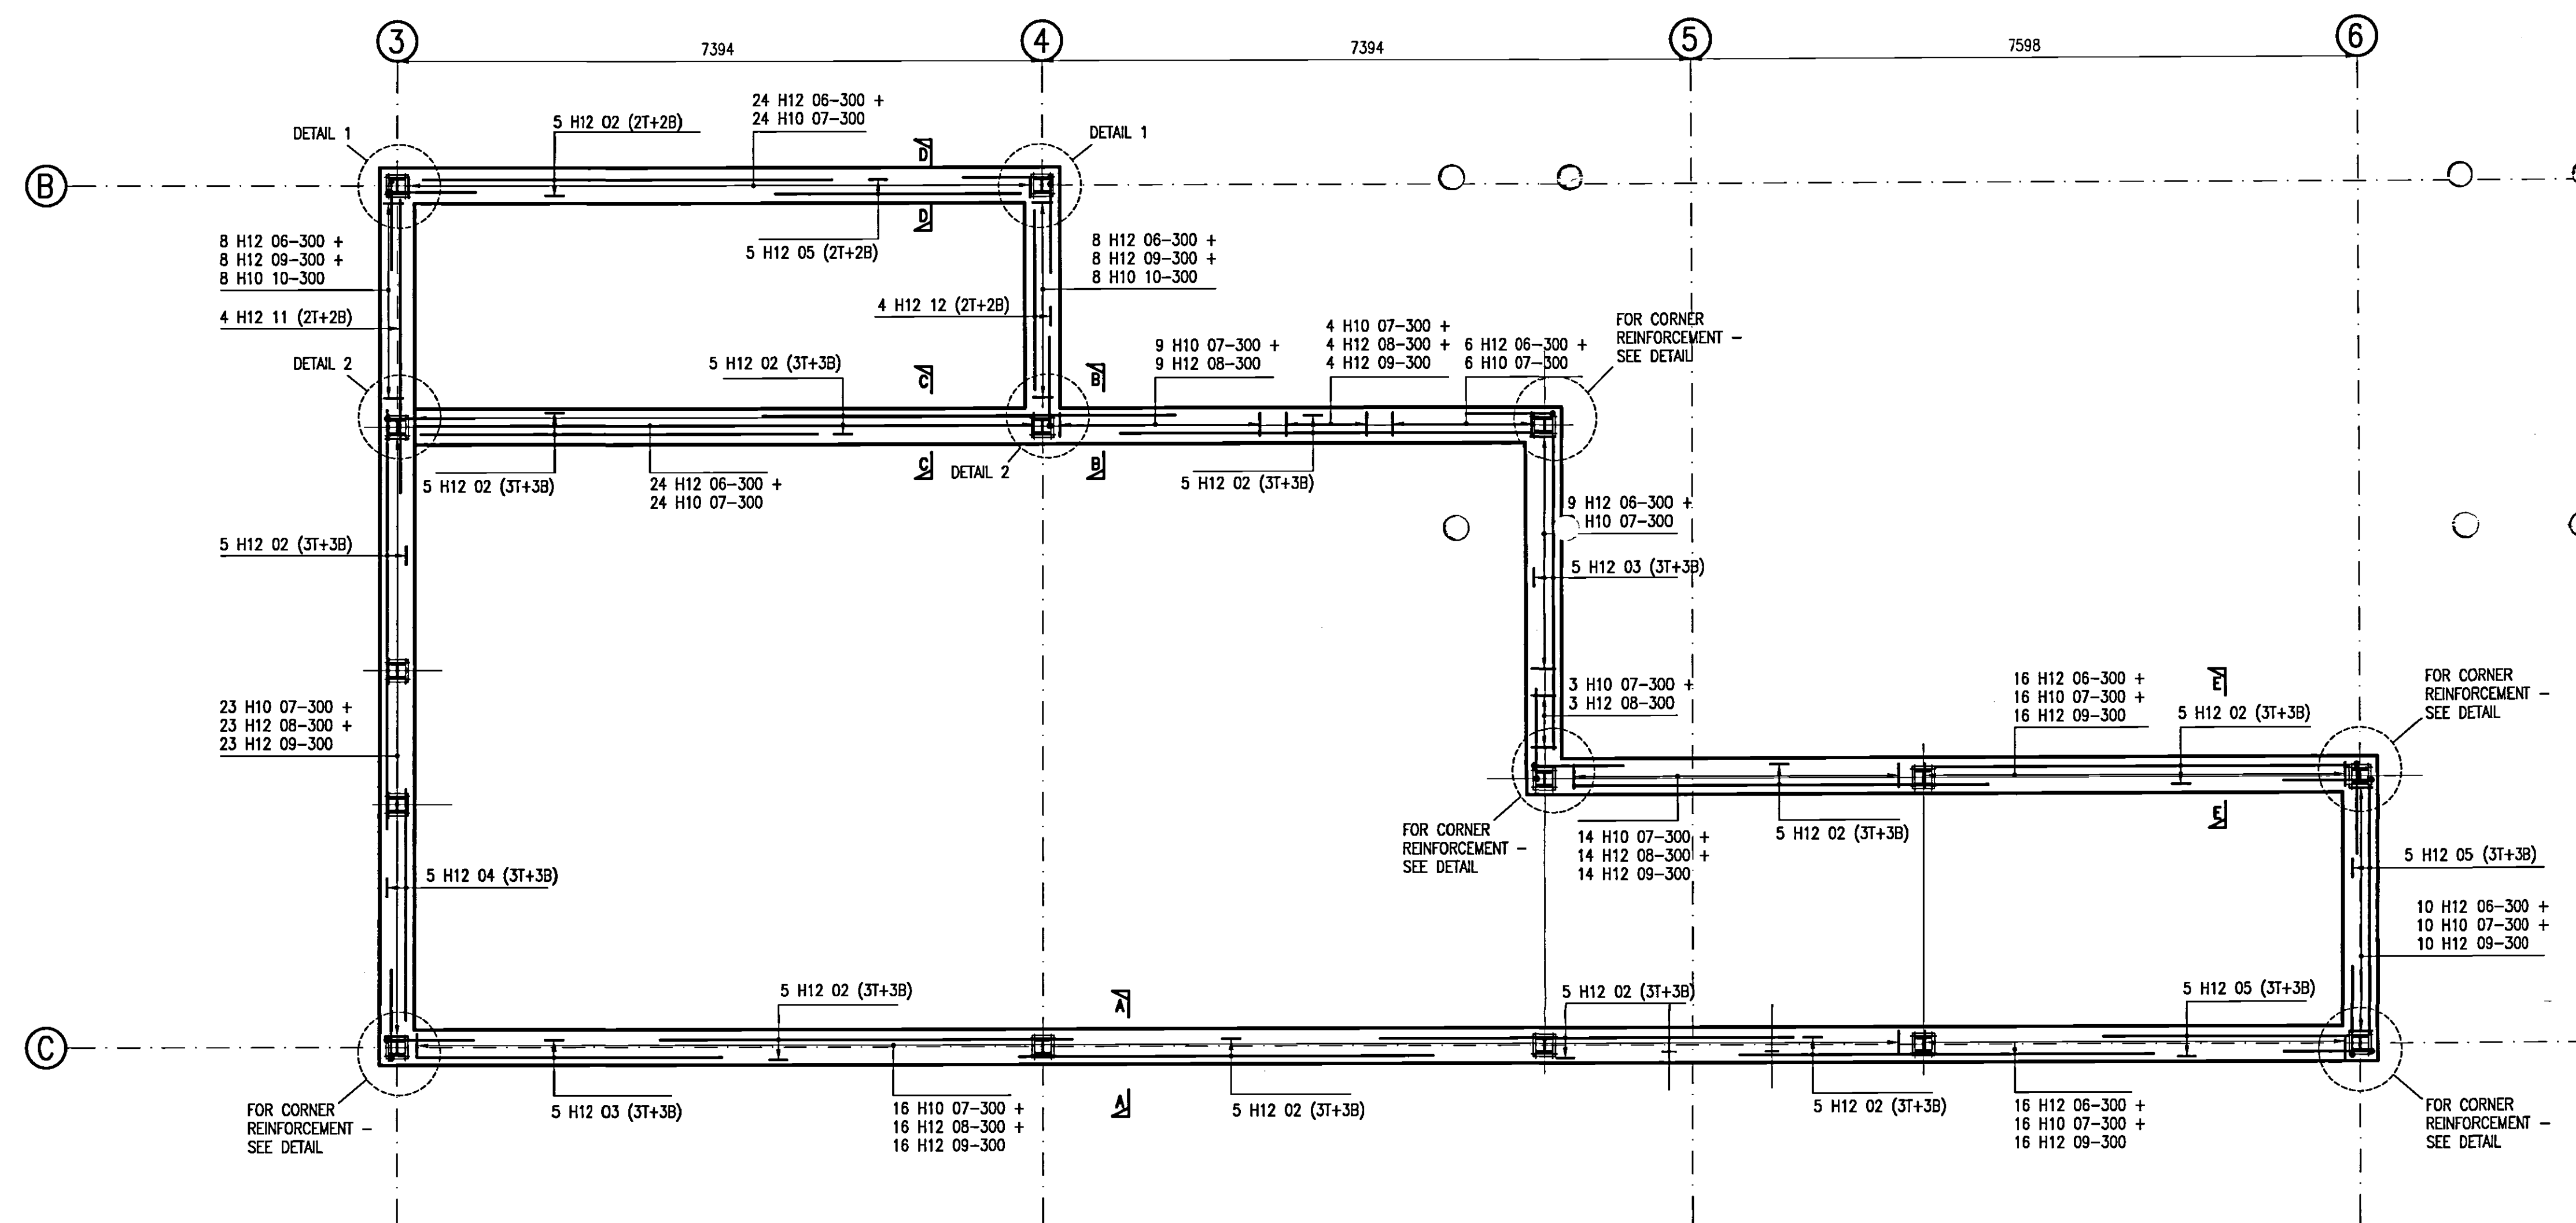 3
4
5
6
7394
7394
7598
24 H12 06-300 +
24 H10 07-300
5 H12 02 (2T+2B)
DETAIL 1
DETAIL 1
D
B
D
5 H12 05 (2T+2B)
8 H12 06-300 +
8 H12 09-300 +
8 H10 10-300
8 H12 06-300 +
8 H12 09-300 +
8 H10 10-300
4 H12 11 (2T+2B)
4 H12 12 (2T+2B)
FOR CORNER
REINFORCEMENT -
SEE DETAIL
4 H10 07-300 +
4 H12 08-300 +
4 H12 09-300
9 H10 07-300 +
9 H12 08-300
6 H12 06-300 +
6 H10 07-300
DETAIL 2
5 H12 02 (3T+3B)
C
B
C
B
DETAIL 2
5 H12 02 (3T+3B)
24 H12 06-300 +
24 H10 07-300
5 H12 02 (3T+3B)
9 H12 06-300 +
H10 07-300
5 H12 02 (3T+3B)
5 H12 03 (3T+3B)
3 H10 07-300 +
3 H12 08-300
16 H12 06-300 +
16 H10 07-300 +
16 H12 09-300
E
5 H12 02 (3T+3B)
FOR CORNER
REINFORCEMENT -
SEE DETAIL
23 H10 07-300 +
23 H12 08-300 +
23 H12 09-300
E
FOR CORNER
REINFORCEMENT -
SEE DETAIL
14 H10 07-300 +
14 H12 08-300 +
14 H12 09-300
5 H12 02 (3T+3B)
5 H12 05 (3T+3B)
5 H12 04 (3T+3B)
10 H12 06-300 +
10 H10 07-300 +
10 H12 09-300
5 H12 02 (3T+3B)
A
5 H12 02 (3T+3B)
5 H12 05 (3T+3B)
C
A
FOR CORNER
REINFORCEMENT -
SEE DETAIL
5 H12 03 (3T+3B)
16 H10 07-300 +
16 H12 08-300 +
16 H12 09-300
5 H12 02 (3T+3B)
5 H12 02 (3T+3B)
16 H12 06-300 +
16 H10 07-300 +
16 H12 09-300
FOR CORNER
REINFORCEMENT -
SEE DETAIL